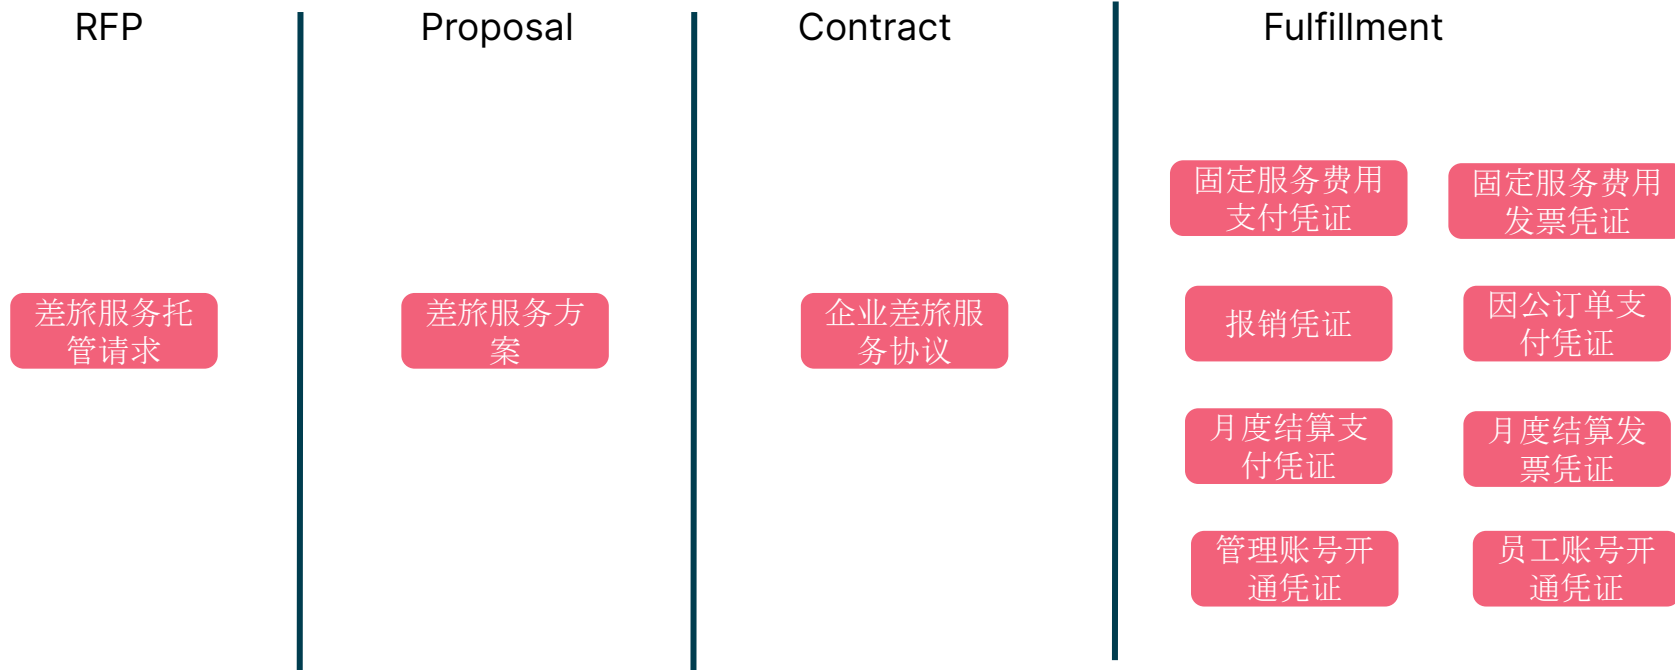 RFP
Proposal
Contract
Fulfillment
差旅服务托
管请求
差旅服务方
案
企业差旅服
务协议
固定服务费用
支付凭证
固定服务费用
发票凭证
报销凭证
因公订单支
付凭证
月度结算支
付凭证
月度结算发
票凭证
管理账号开
通凭证
员工账号开
通凭证